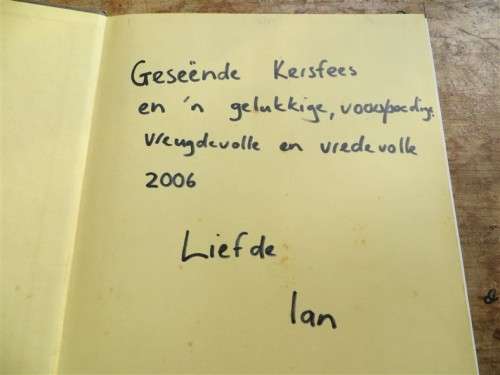 Geseënde Kersfees
en 'n gelukkige, voorspoedige,
vreugdevolle en vredevolle
2006
Liefde
Ian